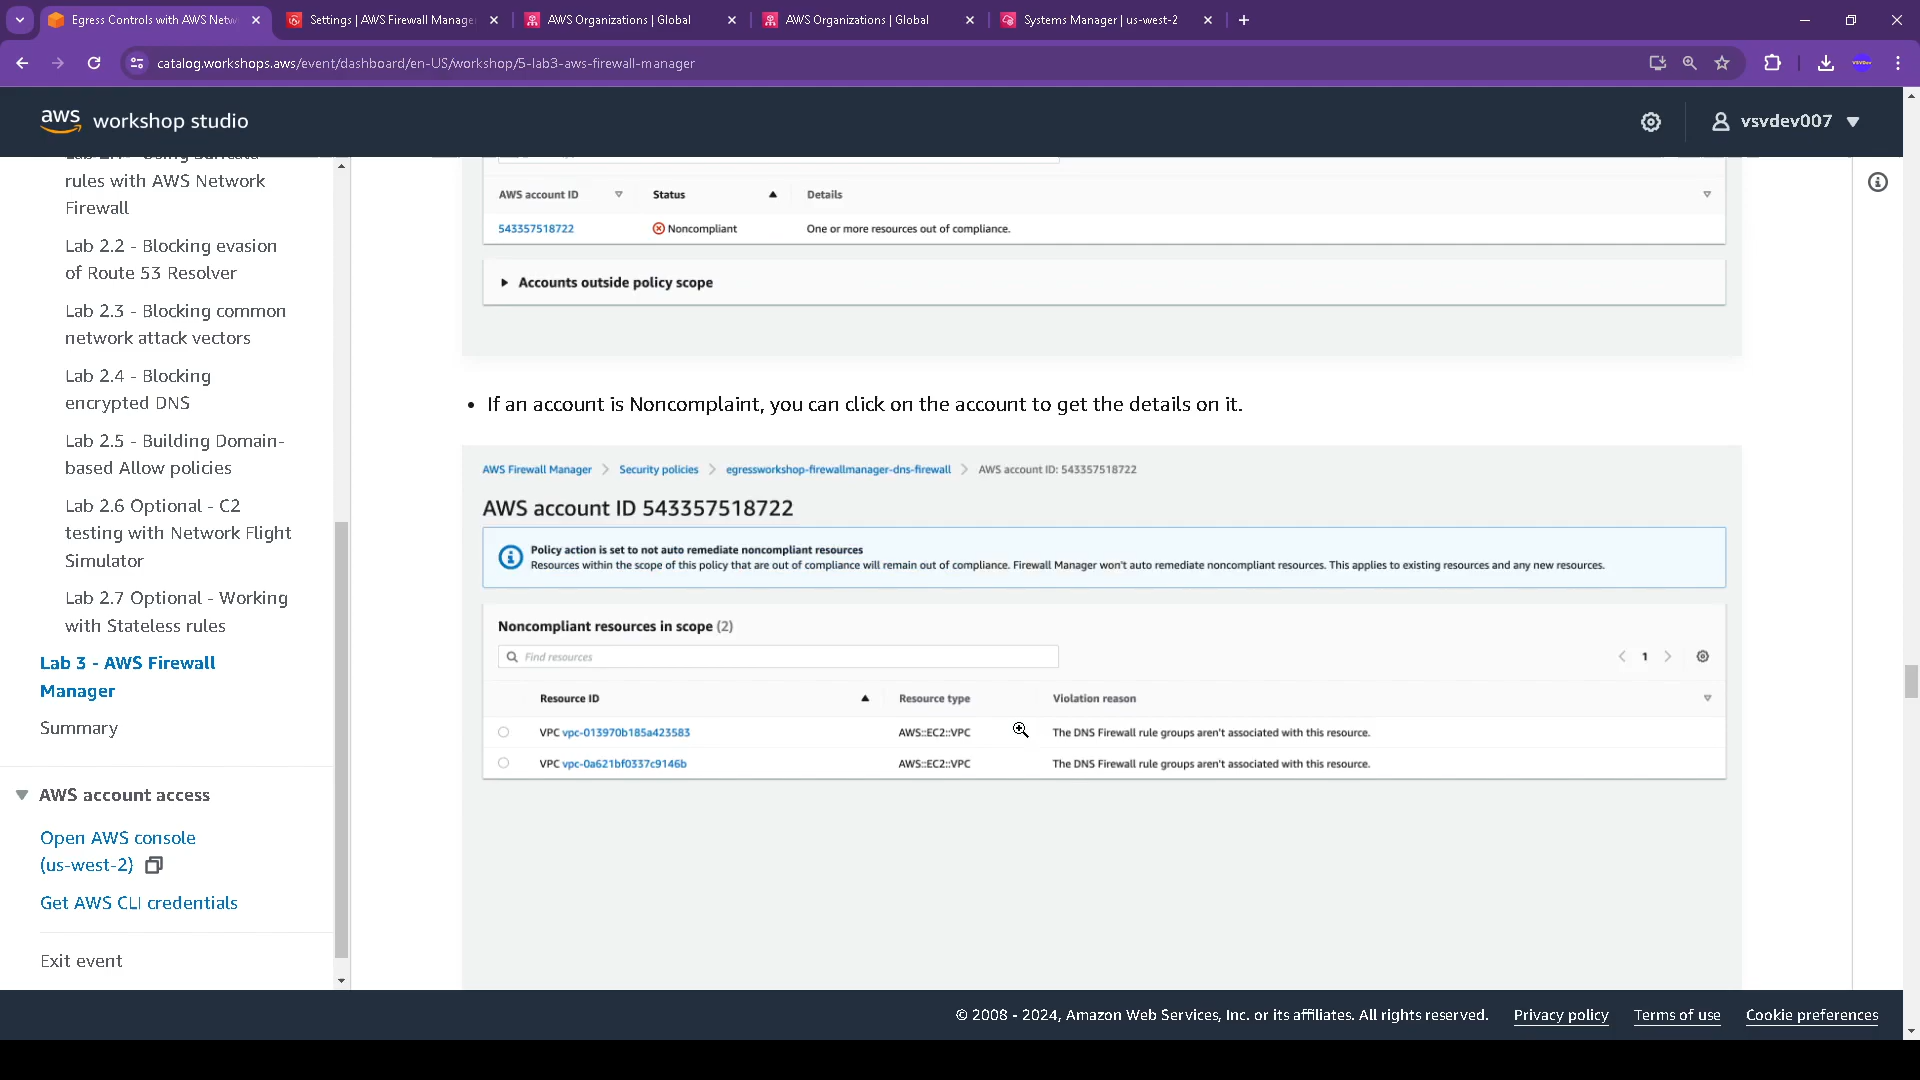 Egress Controls with AWS Netw
Settings | AWS Firewall Manage
AWS Organizations | Global
AWS Organizations | Global
Systems Manager | us-west-2
catalog.workshops.aws/event/dashboard/en-US/workshop/5-lab3-aws-firewall-manager
aws workshop studio
vsvdev007
rules with AWS Network
Firewall
Lab 2.2 - Blocking evasion
of Route 53 Resolver
Lab 2.3 - Blocking common
network attack vectors
Lab 2.4 - Blocking
encrypted DNS
Lab 2.5 - Building Domain-
based Allow policies
Lab 2.6 Optional - C2
testing with Network Flight
Simulator
Lab 2.7 Optional - Working
with Stateless rules
Lab 3 - AWS Firewall
Manager
Summary
AWS account access
Open AWS console
(us-west-2)
Get AWS CLI credentials
Exit event
AWS account ID Status Details
543357518722 Noncompliant One or more resources out of compliance.
Accounts outside policy scope
• If an account is Noncomplaint, you can click on the account to get the details on it.
AWS Firewall Manager > Security policies > egressworkshop-firewallmanager-dns-firewall > AWS account ID: 543357518722
AWS account ID 543357518722
Policy action is set to not auto remediate noncompliant resources
Resources within the scope of this policy that are out of compliance will remain out of compliance. Firewall Manager won't auto remediate noncompliant resources. This applies to existing resources and any new resources.
Noncompliant resources in scope (2)
Find resources
1
Resource ID Resource type Violation reason
VPC vpc-013970b185a423583 AWS::EC2::VPC The DNS Firewall rule groups aren't associated with this resource.
VPC vpc-0a621bf0337c9146b AWS::EC2::VPC The DNS Firewall rule groups aren't associated with this resource.
© 2008 - 2024, Amazon Web Services, Inc. or its affiliates. All rights reserved. Privacy policy Terms of use Cookie preferences